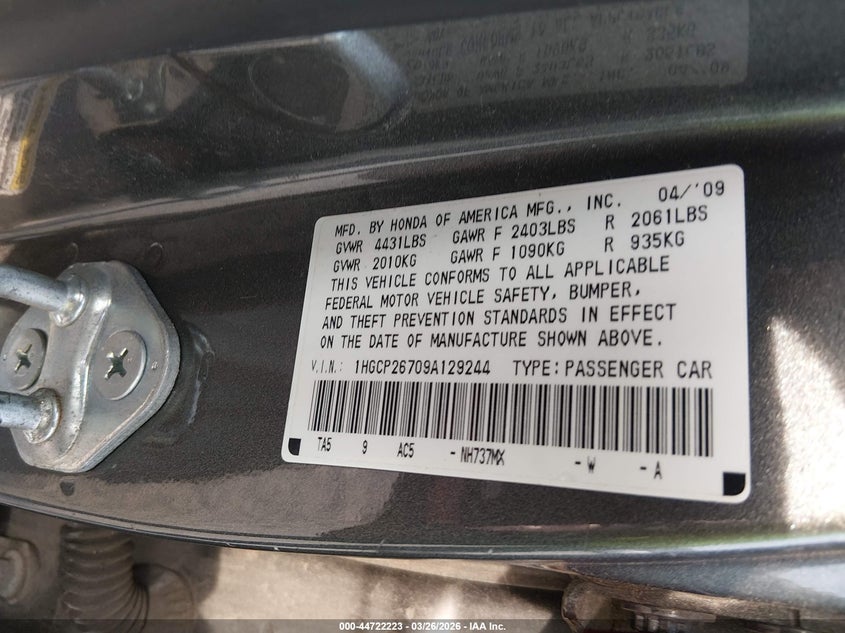 MFD. BY HONDA OF AMERICA MFG., INC. 04/'09
GVWR 4431LBS GAWR F 2403LBS R 2061LBS
GVWR 2010KG GAWR F 1090KG R 935KG
THIS VEHICLE CONFORMS TO ALL APPLICABLE
FEDERAL MOTOR VEHICLE SAFETY, BUMPER,
AND THEFT PREVENTION STANDARDS IN EFFECT
ON THE DATE OF MANUFACTURE SHOWN ABOVE.
V.I.N.: 1HGCP26709A129244 TYPE: PASSENGER CAR
TA5 9 AC5 -NH737MX -W -A
000-44722223 | 03/26/2026 | IAA Inc.